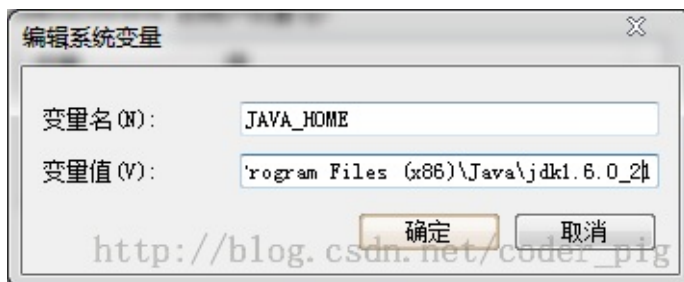 编辑系统变量
变量名(N):
JAVA_HOME
变量值(V):
rogram Files (x86)\Java\jdk1.6.0_21
确定
取消
http://blog.csdn.net/coder_pig